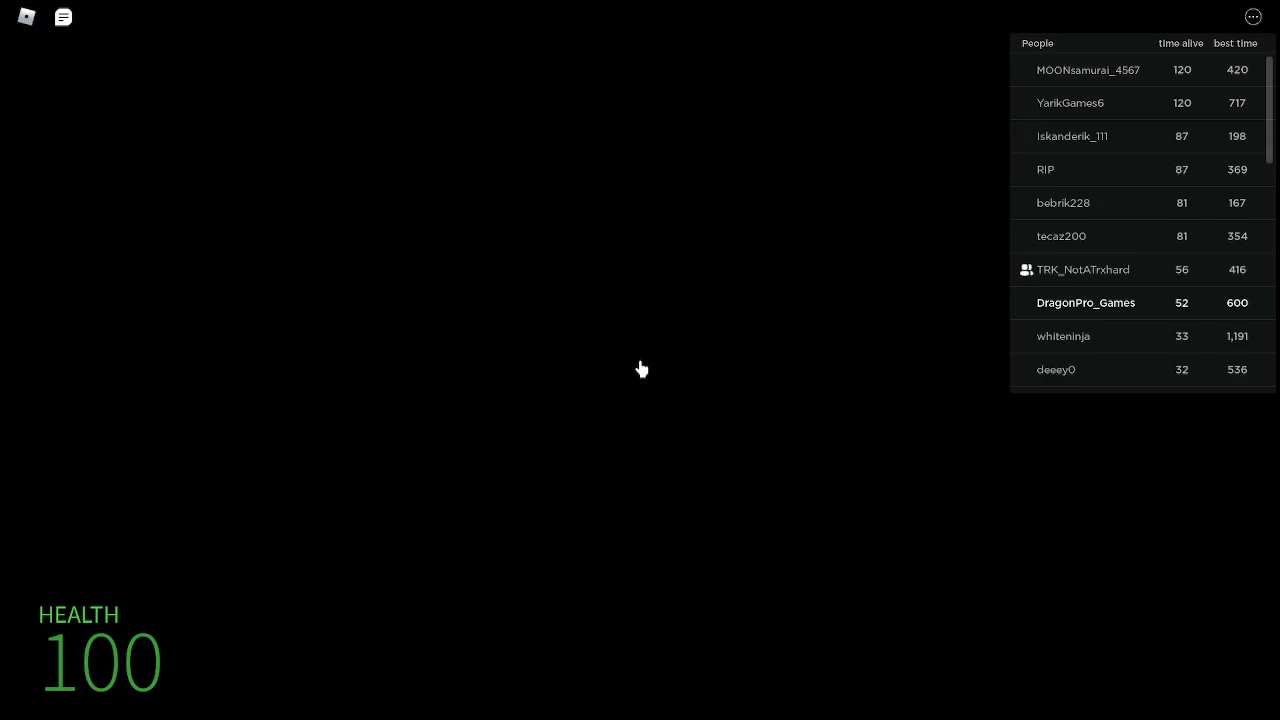 People time alive best time
MOONsamurai_4567 120 420
YarikGames6 120 717
Iskanderik_111 87 198
RIP 87 369
bebrik228 81 167
tecaz200 81 354
TRK_NotATrxhard 56 416
DragonPro_Games 52 600
whiteninja 33 1,191
deeey0 32 536
HEALTH
100